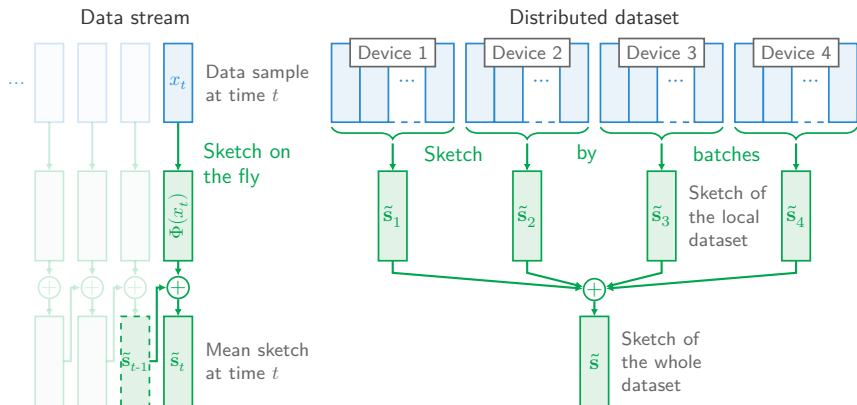 Data stream
...
x_t
Data sample
at time t
Sketch on
the fly
Φ(x_t)
+ + + +
s̃_{t-1}
s̃_t
Mean sketch
at time t
Distributed dataset
Device 1 Device 2 Device 3 Device 4
... ... ... ...
Sketch by batches
s̃_1 s̃_2 s̃_3 s̃_4
Sketch of
the local
dataset
+
s̃
Sketch of
the whole
dataset